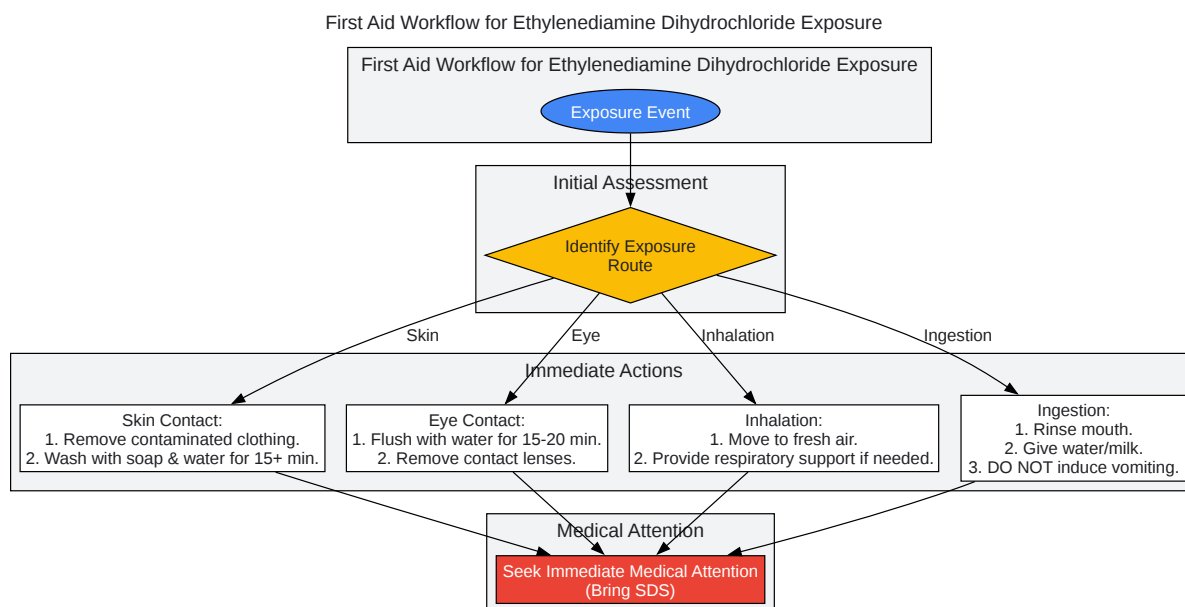 First Aid Workflow for Ethylenediamine Dihydrochloride Exposure
First Aid Workflow for Ethylenediamine Dihydrochloride Exposure
Exposure Event
Initial Assessment
Identify Exposure
Route
Skin
Eye
Inhalation
Ingestion
Immediate Actions
Skin Contact:
1. Remove contaminated clothing.
2. Wash with soap & water for 15+ min.
Eye Contact:
1. Flush with water for 15-20 min.
2. Remove contact lenses.
Inhalation:
1. Move to fresh air.
2. Provide respiratory support if needed.
Ingestion:
1. Rinse mouth.
2. Give water/milk.
3. DO NOT induce vomiting.
Medical Attention
Seek Immediate Medical Attention
(Bring SDS)